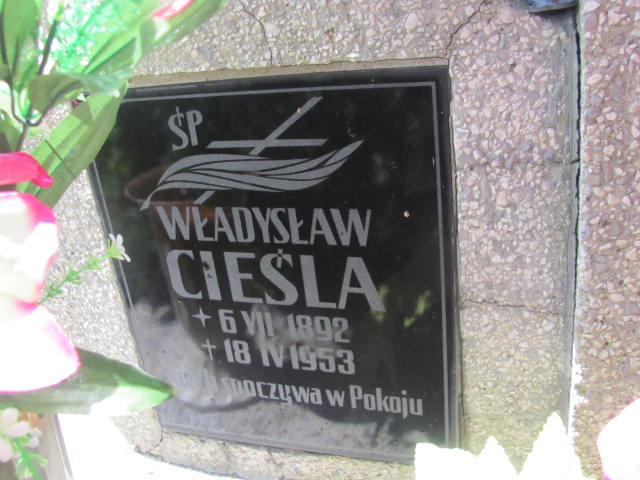 ŚP
WŁADYSŁAW
CIEŚLA
+ 6 VII 1892
+ 18 IV 1953
spoczywa w Pokoju